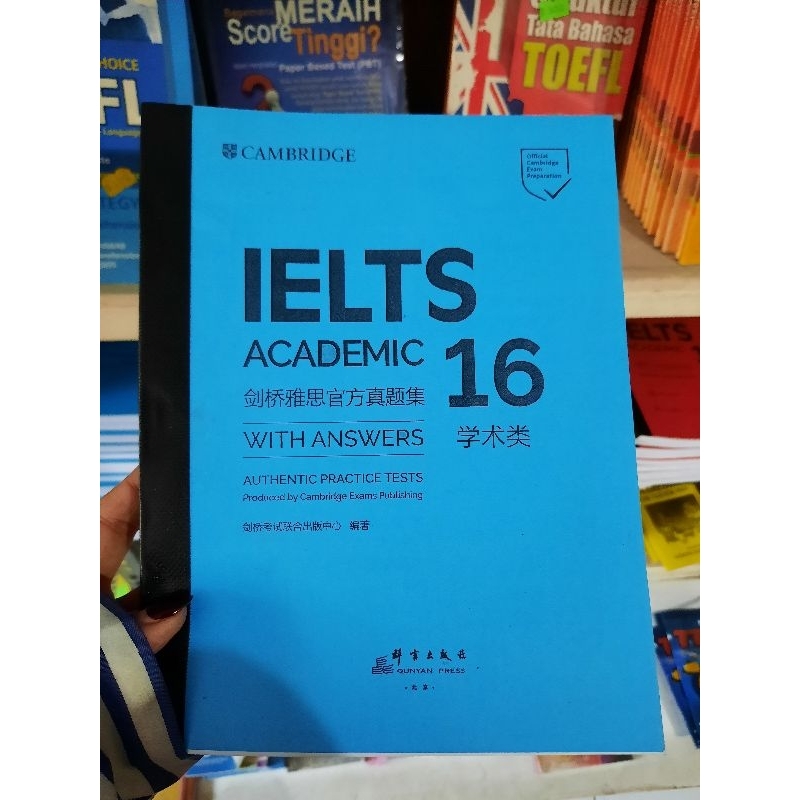 MERAIH
Score Tinggi?
Paper Based Test (PBT)
Tata Bahasa
TOEFL
CAMBRIDGE
Official
Cambridge
Exam
Preparation
IELTS
ACADEMIC 16
剑桥雅思官方真题集
WITH ANSWERS
学术类
AUTHENTIC PRACTICE TESTS
Produced by Cambridge Exams Publishing
剑桥考试联合出版中心 编著
群言出版社
QUNYAN PRESS
·北京·
IELTS